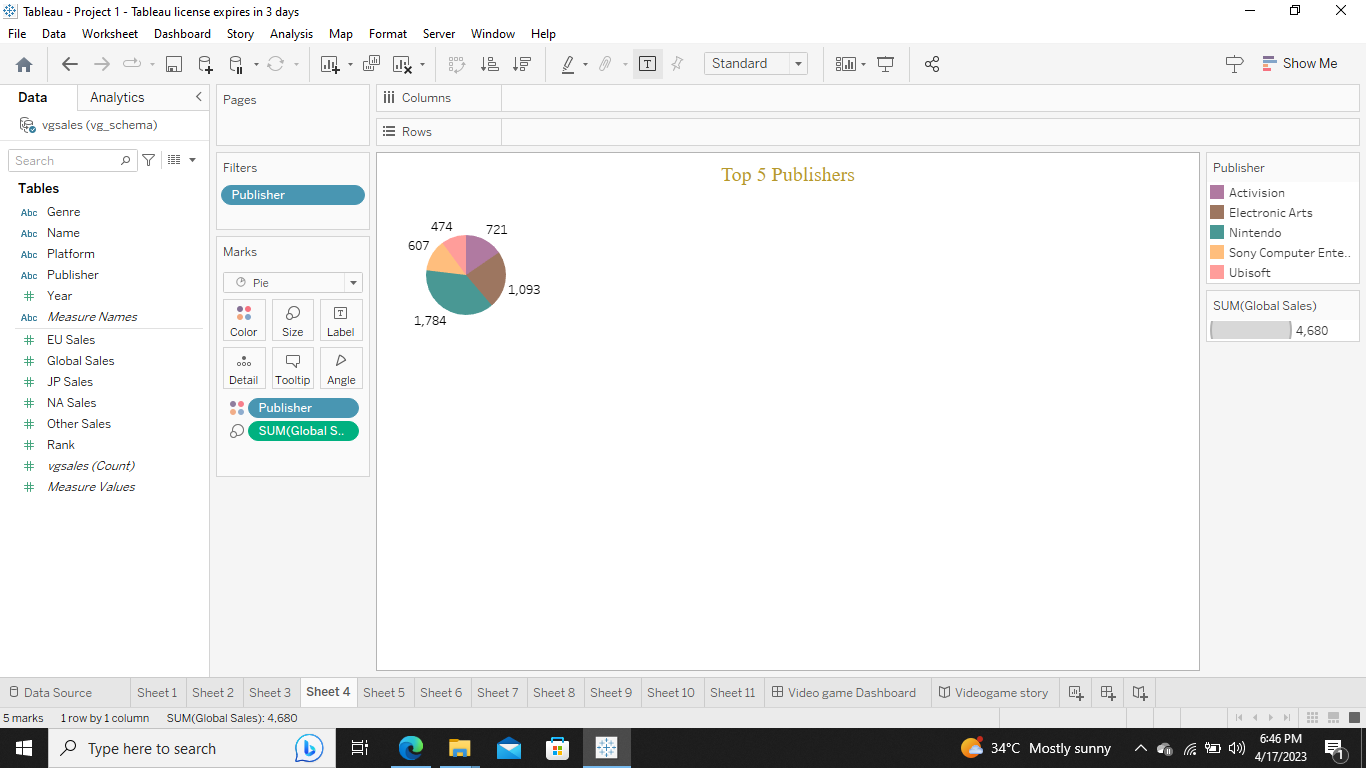 Tableau - Project 1 - Tableau license expires in 3 days
File Data Worksheet Dashboard Story Analysis Map Format Server Window Help
Standard
Show Me
Data Analytics
vgsales (vg_schema)
Search
Tables
Abc Genre
Abc Name
Abc Platform
Abc Publisher
# Year
Abc Measure Names
# EU Sales
# Global Sales
# JP Sales
# NA Sales
# Other Sales
# Rank
# vgsales (Count)
# Measure Values
Pages
Filters
Publisher
Marks
Pie
Color Size Label
Detail Tooltip Angle
Publisher
SUM(Global S..
Columns
Rows
Top 5 Publishers
474 721
607
1,093
1,784
Publisher
Activision
Electronic Arts
Nintendo
Sony Computer Ente..
Ubisoft
SUM(Global Sales)
4,680
Data Source Sheet 1 Sheet 2 Sheet 3 Sheet 4 Sheet 5 Sheet 6 Sheet 7 Sheet 8 Sheet 9 Sheet 10 Sheet 11 Video game Dashboard Videogame story
5 marks 1 row by 1 column SUM(Global Sales): 4,680
Type here to search
34°C Mostly sunny
6:46 PM
4/17/2023
1